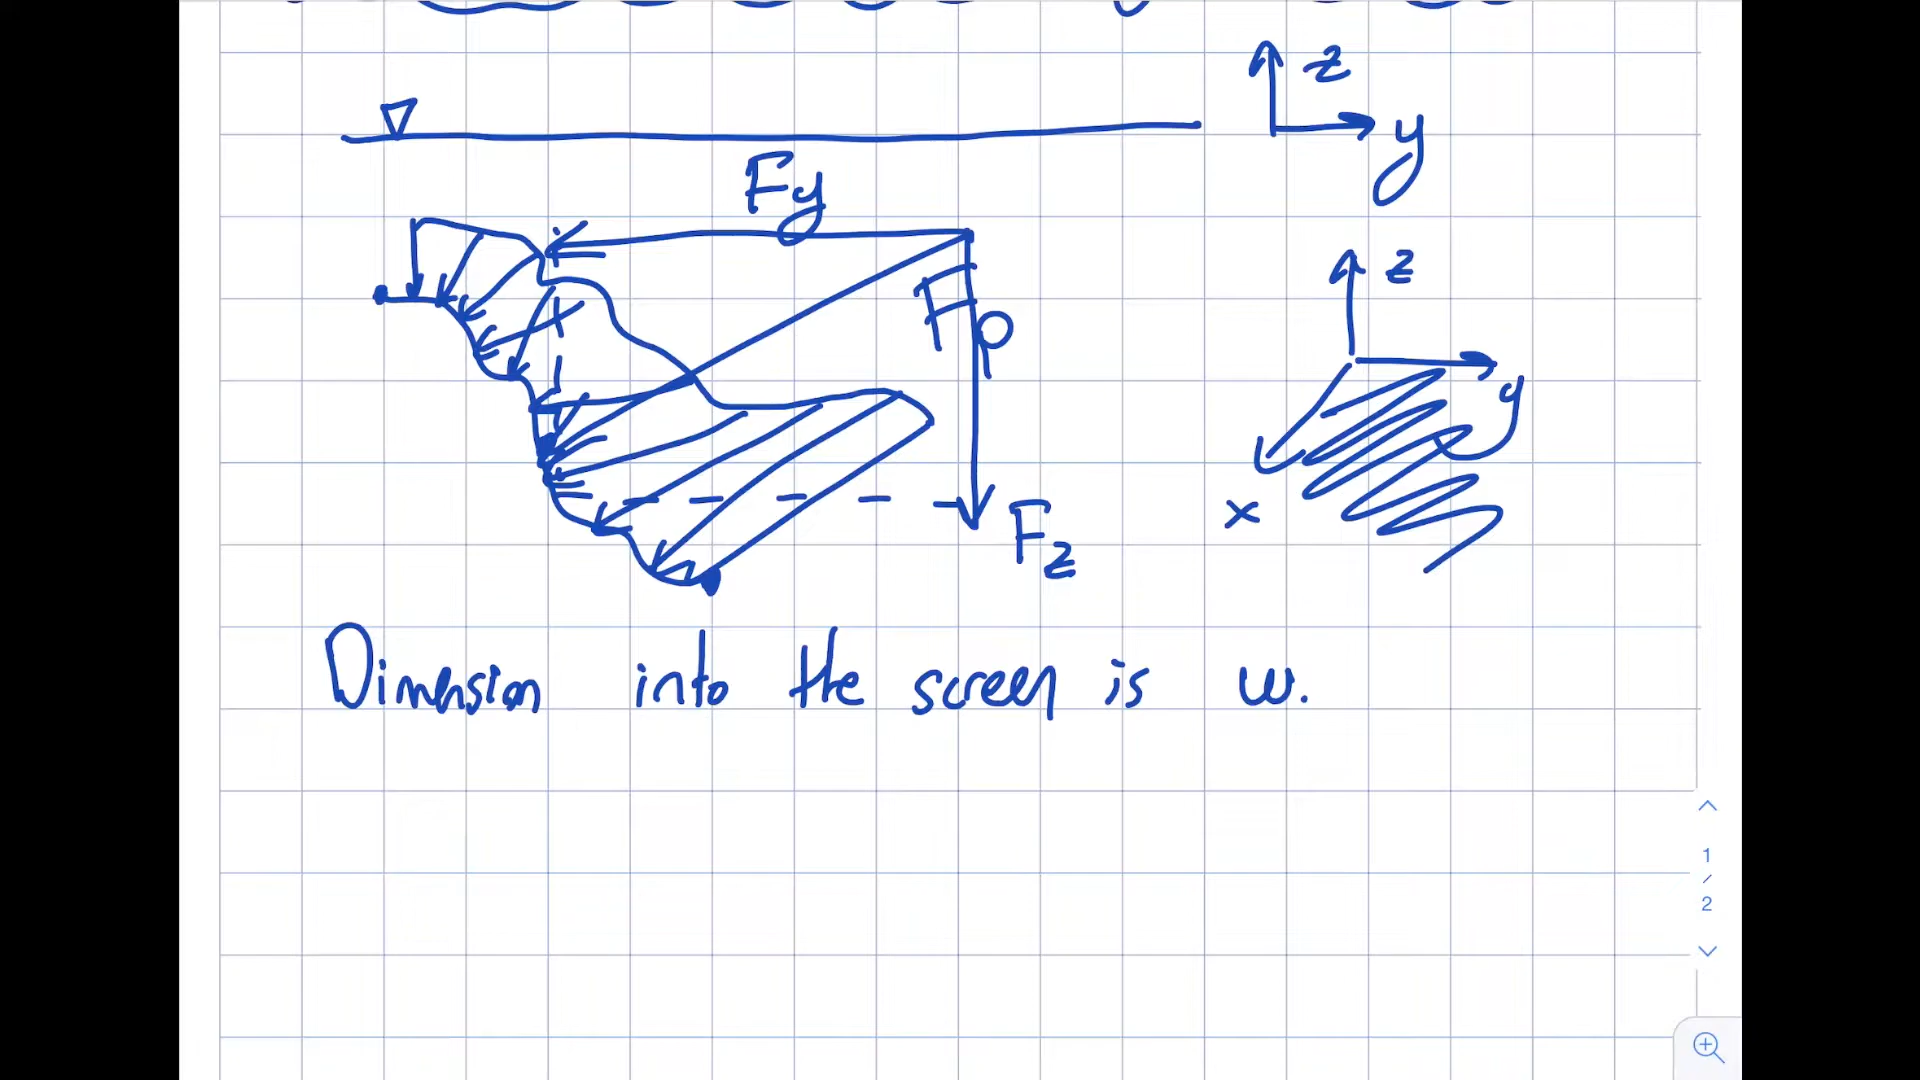 z
y
Fy
z
Fp
y
x
Fz
Dimension into the screen is w.
1
/
2